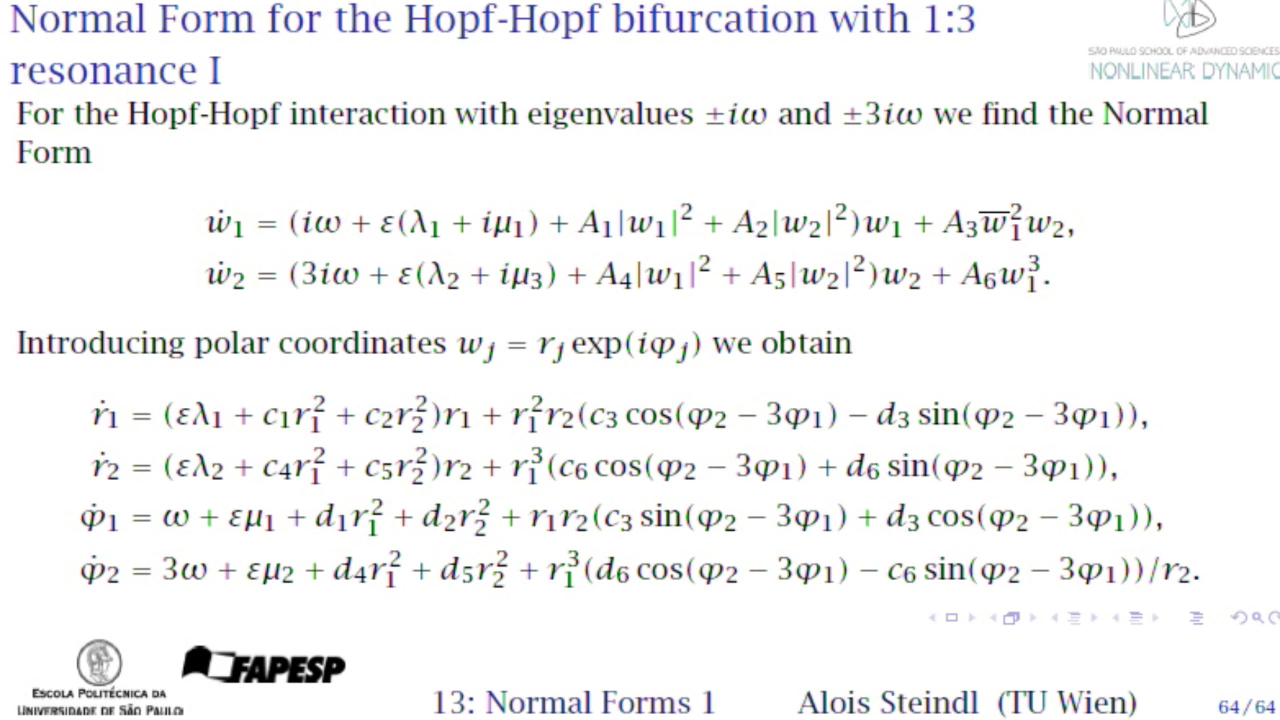 Normal Form for the Hopf-Hopf bifurcation with 1:3
resonance I
SÃO PAULO SCHOOL OF ADVANCED SCIENCES
NONLINEAR DYNAMIC
For the Hopf-Hopf interaction with eigenvalues ±iω and ±3iω we find the Normal
Form
ẇ₁ = (iω + ε(λ₁ + iμ₁) + A₁|w₁|² + A₂|w₂|²)w₁ + A₃w̅₁²w₂,
ẇ₂ = (3iω + ε(λ₂ + iμ₃) + A₄|w₁|² + A₅|w₂|²)w₂ + A₆w₁³.
Introducing polar coordinates wⱼ = rⱼ exp(iφⱼ) we obtain
ṙ₁ = (ελ₁ + c₁r₁² + c₂r₂²)r₁ + r₁²r₂(c₃ cos(φ₂ − 3φ₁) − d₃ sin(φ₂ − 3φ₁)),
ṙ₂ = (ελ₂ + c₄r₁² + c₅r₂²)r₂ + r₁³(c₆ cos(φ₂ − 3φ₁) + d₆ sin(φ₂ − 3φ₁)),
φ̇₁ = ω + εμ₁ + d₁r₁² + d₂r₂² + r₁r₂(c₃ sin(φ₂ − 3φ₁) + d₃ cos(φ₂ − 3φ₁)),
φ̇₂ = 3ω + εμ₂ + d₄r₁² + d₅r₂² + r₁³(d₆ cos(φ₂ − 3φ₁) − c₆ sin(φ₂ − 3φ₁))/r₂.
FAPESP
ESCOLA POLITÉCNICA DA
UNIVERSIDADE DE SÃO PAULO
13: Normal Forms 1 Alois Steindl (TU Wien) 64/64